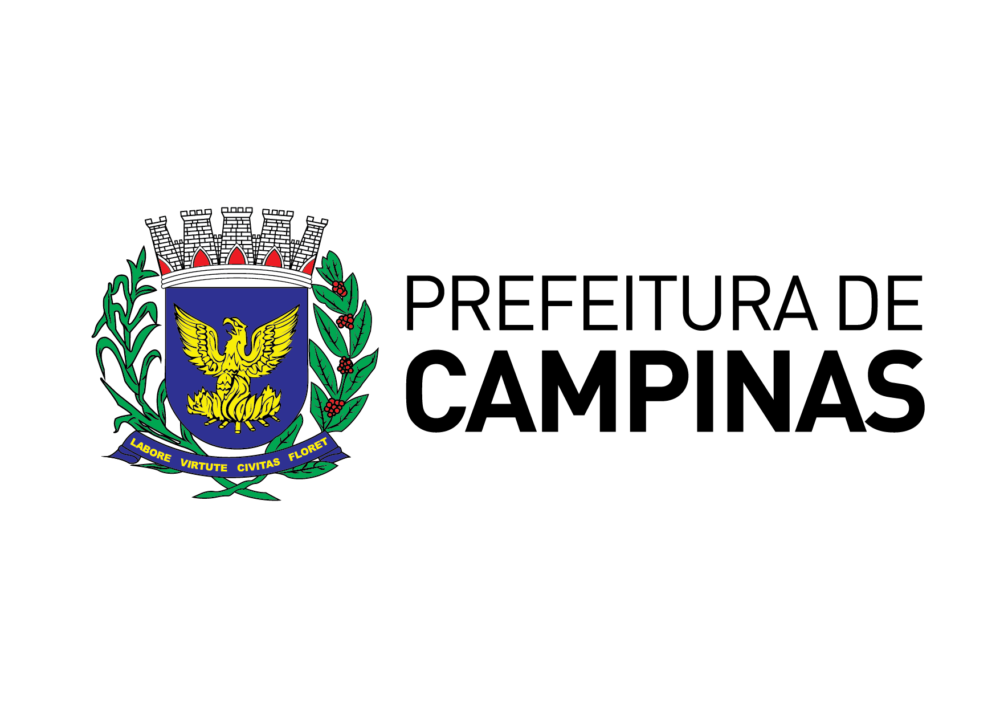 PREFEITURA DE
CAMPINAS
LABORE VIRTUTE CIVITAS FLORET